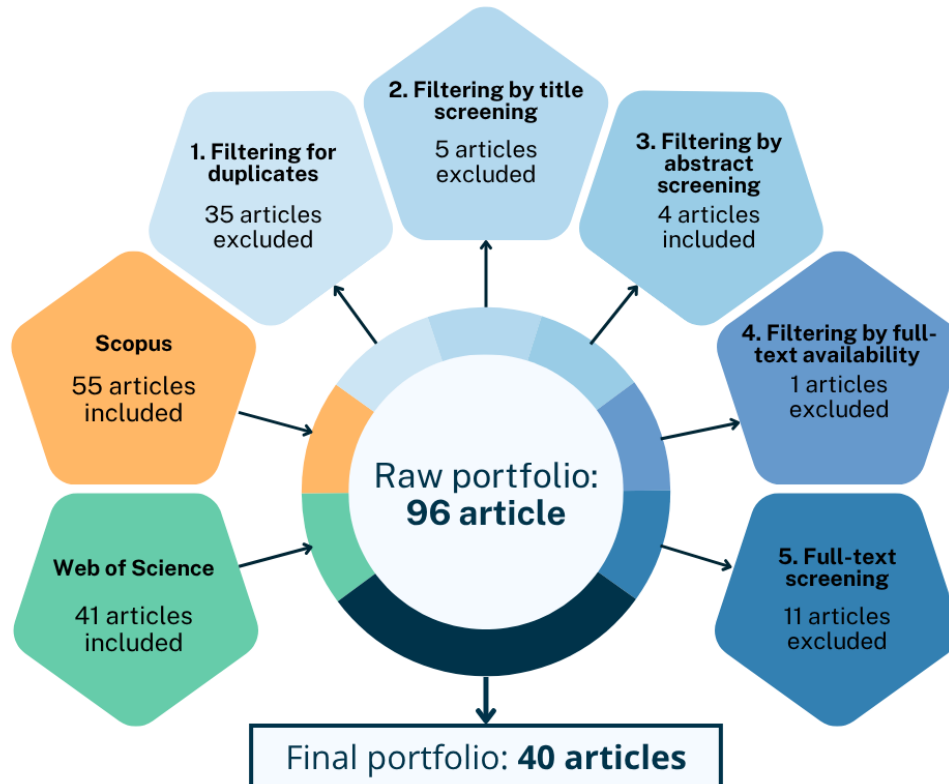 2. Filtering by title
screening
5 articles
excluded
1. Filtering for
duplicates
35 articles
excluded
3. Filtering by
abstract
screening
4 articles
included
Scopus
55 articles
included
4. Filtering by full-
text availability
1 articles
excluded
Raw portfolio:
96 article
Web of Science
41 articles
included
5. Full-text
screening
11 articles
excluded
Final portfolio: 40 articles